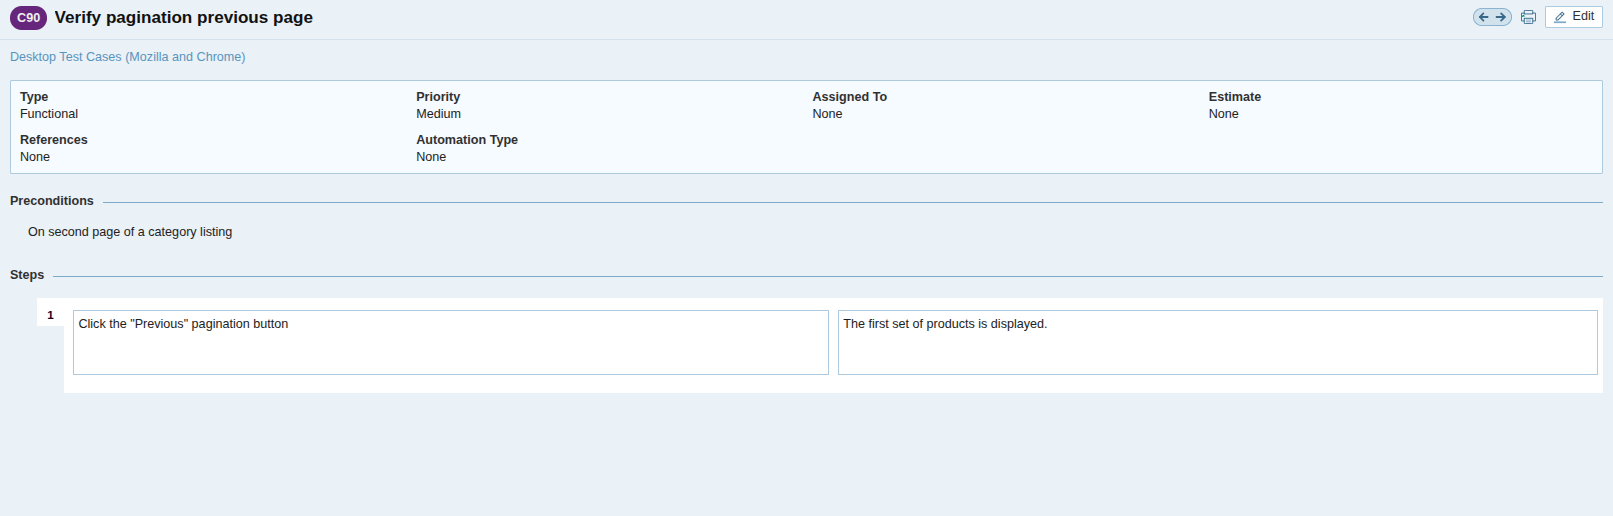 C90 Verify pagination previous page
Edit
Desktop Test Cases (Mozilla and Chrome)
Type
Functional
Priority
Medium
Assigned To
None
Estimate
None
References
None
Automation Type
None
Preconditions
On second page of a category listing
Steps
1
Click the "Previous" pagination button
The first set of products is displayed.